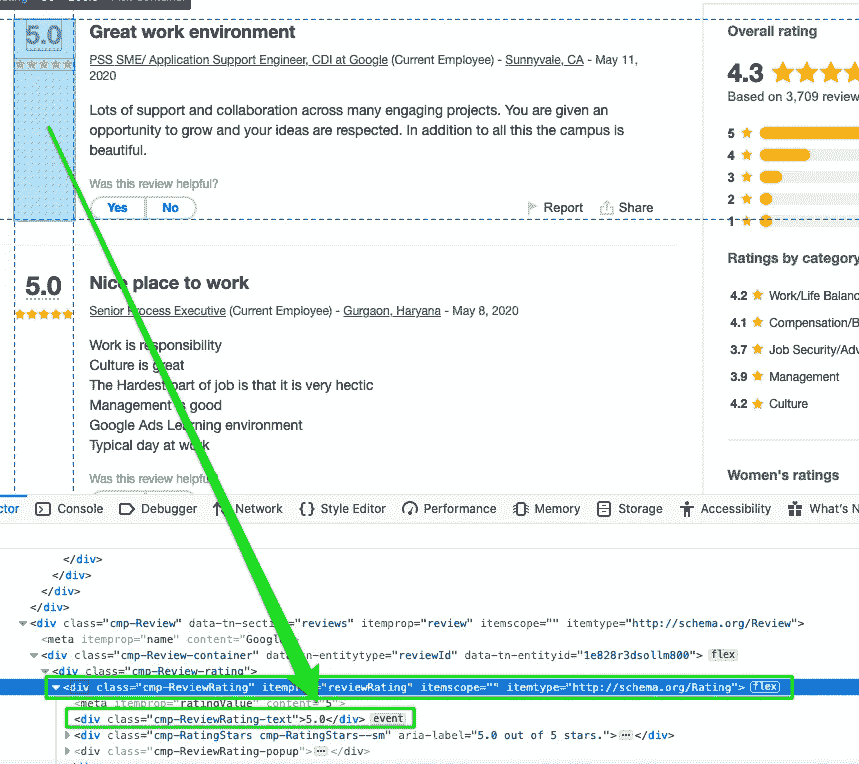 5.0
Great work environment
PSS SME/ Application Support Engineer, CDI at Google (Current Employee) - Sunnyvale, CA - May 11,
2020
Lots of support and collaboration across many engaging projects. You are given an
opportunity to grow and your ideas are respected. In addition to all this the campus is
beautiful.
Was this review helpful?
Yes
No
Report
Share
5.0
Nice place to work
Senior Process Executive (Current Employee) - Gurgaon, Haryana - May 8, 2020
Work is responsibility
Culture is great
The Hardest part of job is that it is very hectic
Management is good
Google Ads Learning environment
Typical day at work
Was this review helpful?
Overall rating
4.3
Based on 3,709 review
5
4
3
2
1
Ratings by category
4.2 Work/Life Balanc
4.1 Compensation/B
3.7 Job Security/Adv
3.9 Management
4.2 Culture
Women's ratings
ctor Console Debugger Network {} Style Editor Performance Memory Storage Accessibility What's N
</div>
</div>
</div>
</div>
<div class="cmp-Review" data-tn-section="reviews" itemprop="review" itemscope="" itemtype="http://schema.org/Review">
<meta itemprop="name" content="Google">
<div class="cmp-Review-container" data-tn-entitytype="reviewId" data-tn-entityid="1e828r3dsollm800"> flex
<div class="cmp-Review-rating">
<div class="cmp-ReviewRating" itemprop="reviewRating" itemscope="" itemtype="http://schema.org/Rating"> flex
<meta itemprop="ratingValue" content="5">
<div class="cmp-ReviewRating-text">5.0</div> event
<div class="cmp-RatingStars cmp-RatingStars--sm" aria-label="5.0 out of 5 stars.">…</div>
<div class="cmp-ReviewRating-popup">…</div>